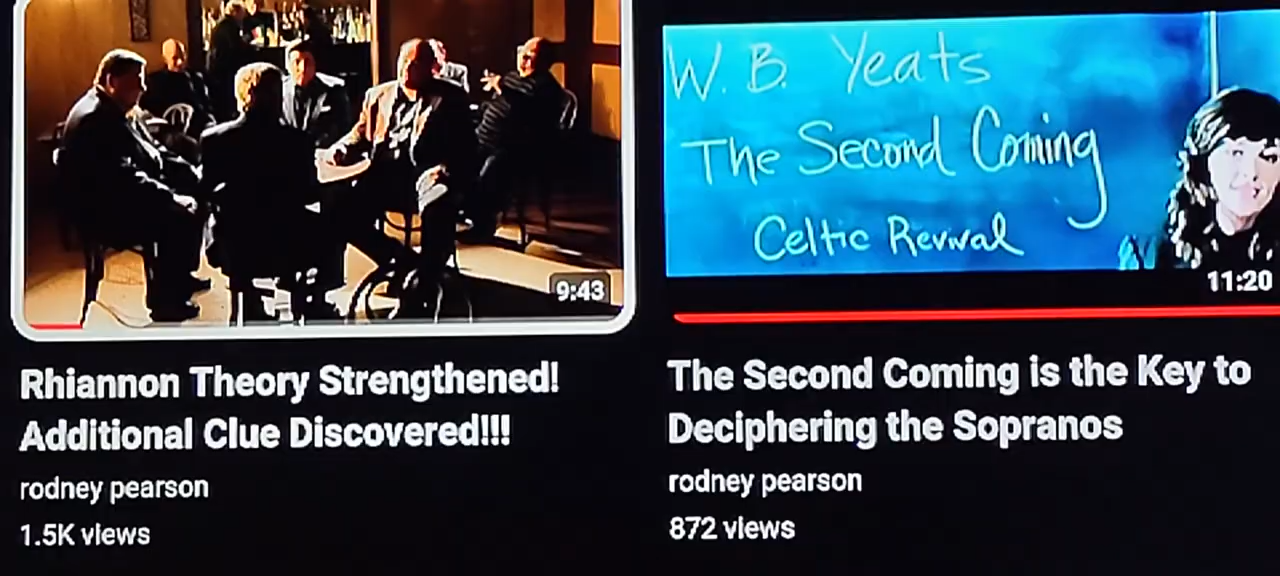 W. B. Yeats
The Second Coming
Celtic Revival
9:43
11:20
Rhiannon Theory Strengthened!
Additional Clue Discovered!!!
rodney pearson
1.5K views
The Second Coming is the Key to
Deciphering the Sopranos
rodney pearson
872 views